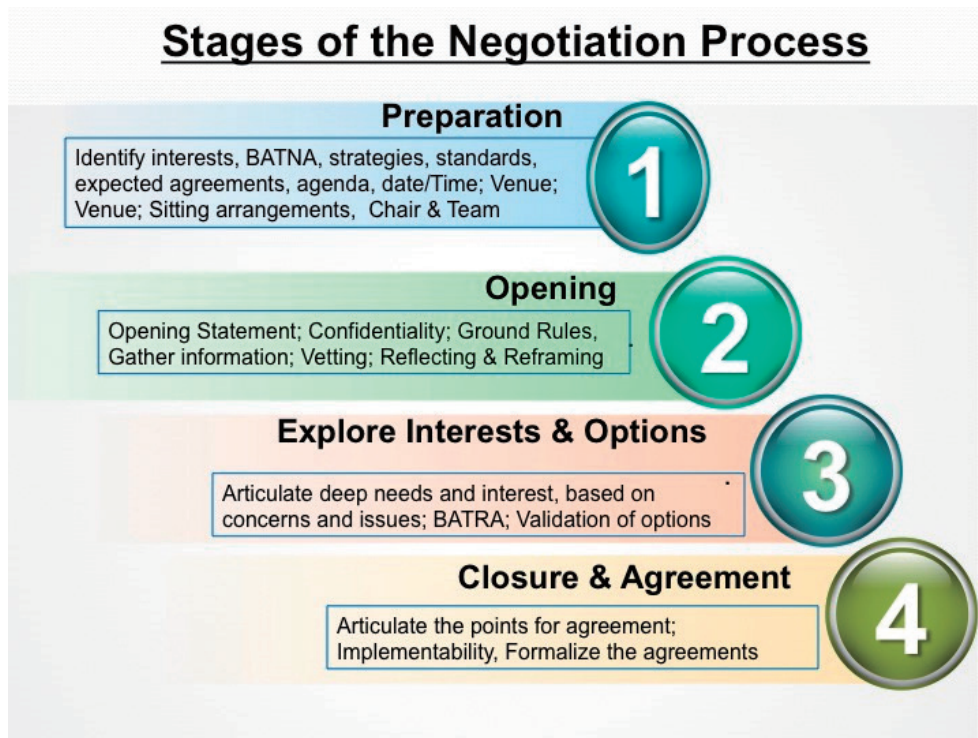 Stages of the Negotiation Process
Preparation
Identify interests, BATNA, strategies, standards,
expected agreements, agenda, date/Time; Venue;
Venue; Sitting arrangements, Chair & Team
1
Opening
Opening Statement; Confidentiality; Ground Rules,
Gather information; Vetting; Reflecting & Reframing
2
Explore Interests & Options
Articulate deep needs and interest, based on
concerns and issues; BATRA; Validation of options
3
Closure & Agreement
Articulate the points for agreement;
Implementability, Formalize the agreements
4